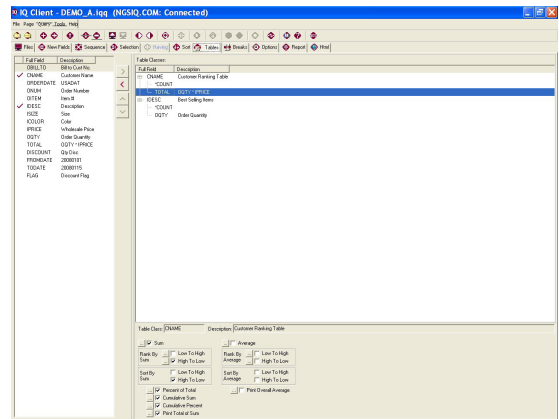 IQ Client - DEMO_A.iqq (NGSIQ.COM: Connected)
File Page "QUERY" Tools Help
Files New Fields Sequence Selection Having Sort Tables Breaks Options Report Html
Full Field Description
OBILLTO Bill to Cust No.
CNAME Customer Name
ORDERDATE USADAT
ONUM Order Number
OITEM Item #
IDESC Description
ISIZE Size
ICOLOR Color
IPRICE Wholesale Price
OQTY Order Quantity
TOTAL OQTY * IPRICE
DISCOUNT Qty Disc
FROMDATE 20080101
TODATE 20080115
FLAG Discount Flag
Table Classes:
Full Field Description
CNAME Customer Ranking Table
*COUNT
TOTAL OQTY * IPRICE
IDESC Best Selling Items
*COUNT
OQTY Order Quantity
Table Class: CNAME Description: Customer Ranking Table
... Sum ... Average
Rank By Sum ... Low To High High To Low
Rank By Average ... Low To High High To Low
Sort By Sum Low To High High To Low
Sort By Average Low To High High To Low
... Percent of Total ... Print Overall Average
... Cumulative Sum
... Cumulative Percent
... Print Total of Sum